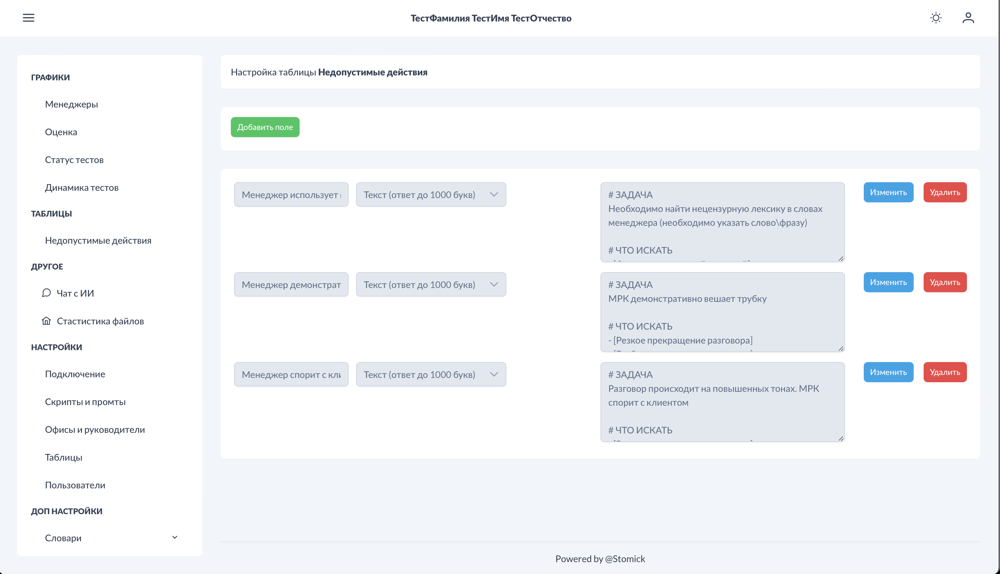 ТестФамилия ТестИмя ТестОтчество
ГРАФИКИ
Менеджеры
Оценка
Статус тестов
Динамика тестов
ТАБЛИЦЫ
Недопустимые действия
ДРУГОЕ
Чат с ИИ
Стастистика файлов
НАСТРОЙКИ
Подключение
Скрипты и промты
Офисы и руководители
Таблицы
Пользователи
ДОП НАСТРОЙКИ
Словари
Настройка таблицы Недопустимые действия
Добавить поле
Менеджер использует
Текст (ответ до 1000 букв)
# ЗАДАЧА
Необходимо найти нецензурную лексику в словах
менеджера (необходимо указать слово\фразу)
# ЧТО ИСКАТЬ
Изменить
Удалить
Менеджер демонстрат
Текст (ответ до 1000 букв)
# ЗАДАЧА
МРК демонстративно вешает трубку
# ЧТО ИСКАТЬ
- [Резкое прекращение разговора]
Изменить
Удалить
Менеджер спорит с кли
Текст (ответ до 1000 букв)
# ЗАДАЧА
Разговор происходит на повышенных тонах. МРК
спорит с клиентом
# ЧТО ИСКАТЬ
Изменить
Удалить
Powered by @Stomick